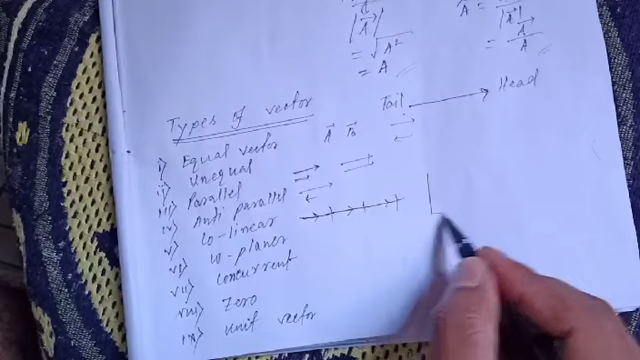 |A⃗|
= √A²
= A
A⃗ =
|A⃗|
= A⃗
A
Tail Head
Types of vector
A⃗ B⃗
i) Equal vector
ii) Unequal
iii) Parallel
iv) Anti parallel
v) Co-linear
vi) co-planer
vii) concurrent
viii) Zero
ix) unit vector